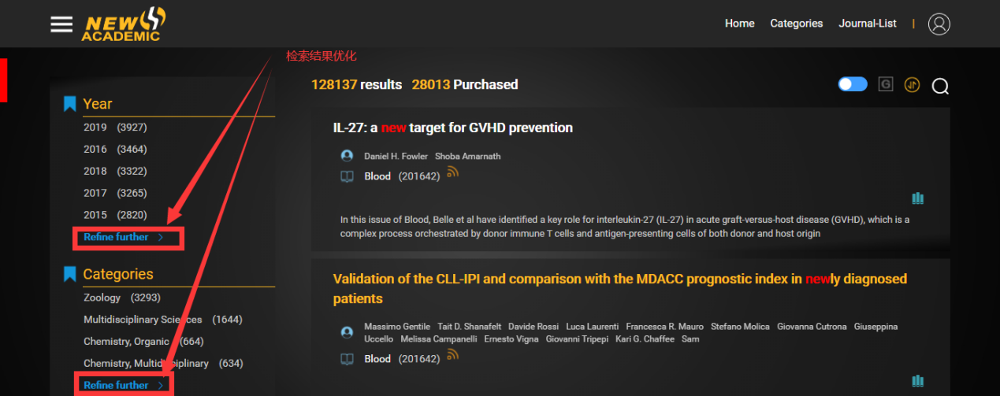 NEW
ACADEMIC
Home Categories Journal-List
检索结果优化
Year
2019 (3927)
2016 (3464)
2018 (3322)
2017 (3265)
2015 (2820)
Refine further
Categories
Zoology (3293)
Multidisciplinary Sciences (1644)
Chemistry, Organic (664)
Chemistry, Multidisciplinary (634)
Refine further
128137 results 28013 Purchased
G
IL-27: a new target for GVHD prevention
Daniel H. Fowler Shoba Amarnath
Blood (201642)
In this issue of Blood, Belle et al have identified a key role for interleukin-27 (IL-27) in acute graft-versus-host disease (GVHD), which is a
complex process orchestrated by donor immune T cells and antigen-presenting cells of both donor and host origin
Validation of the CLL-IPI and comparison with the MDACC prognostic index in newly diagnosed
patients
Massimo Gentile Tait D. Shanafelt Davide Rossi Luca Laurenti Francesca R. Mauro Stefano Molica Giovanna Cutrona Giuseppina
Uccello Melissa Campanelli Ernesto Vigna Giovanni Tripepi Kari G. Chaffee Sam
Blood (201642)